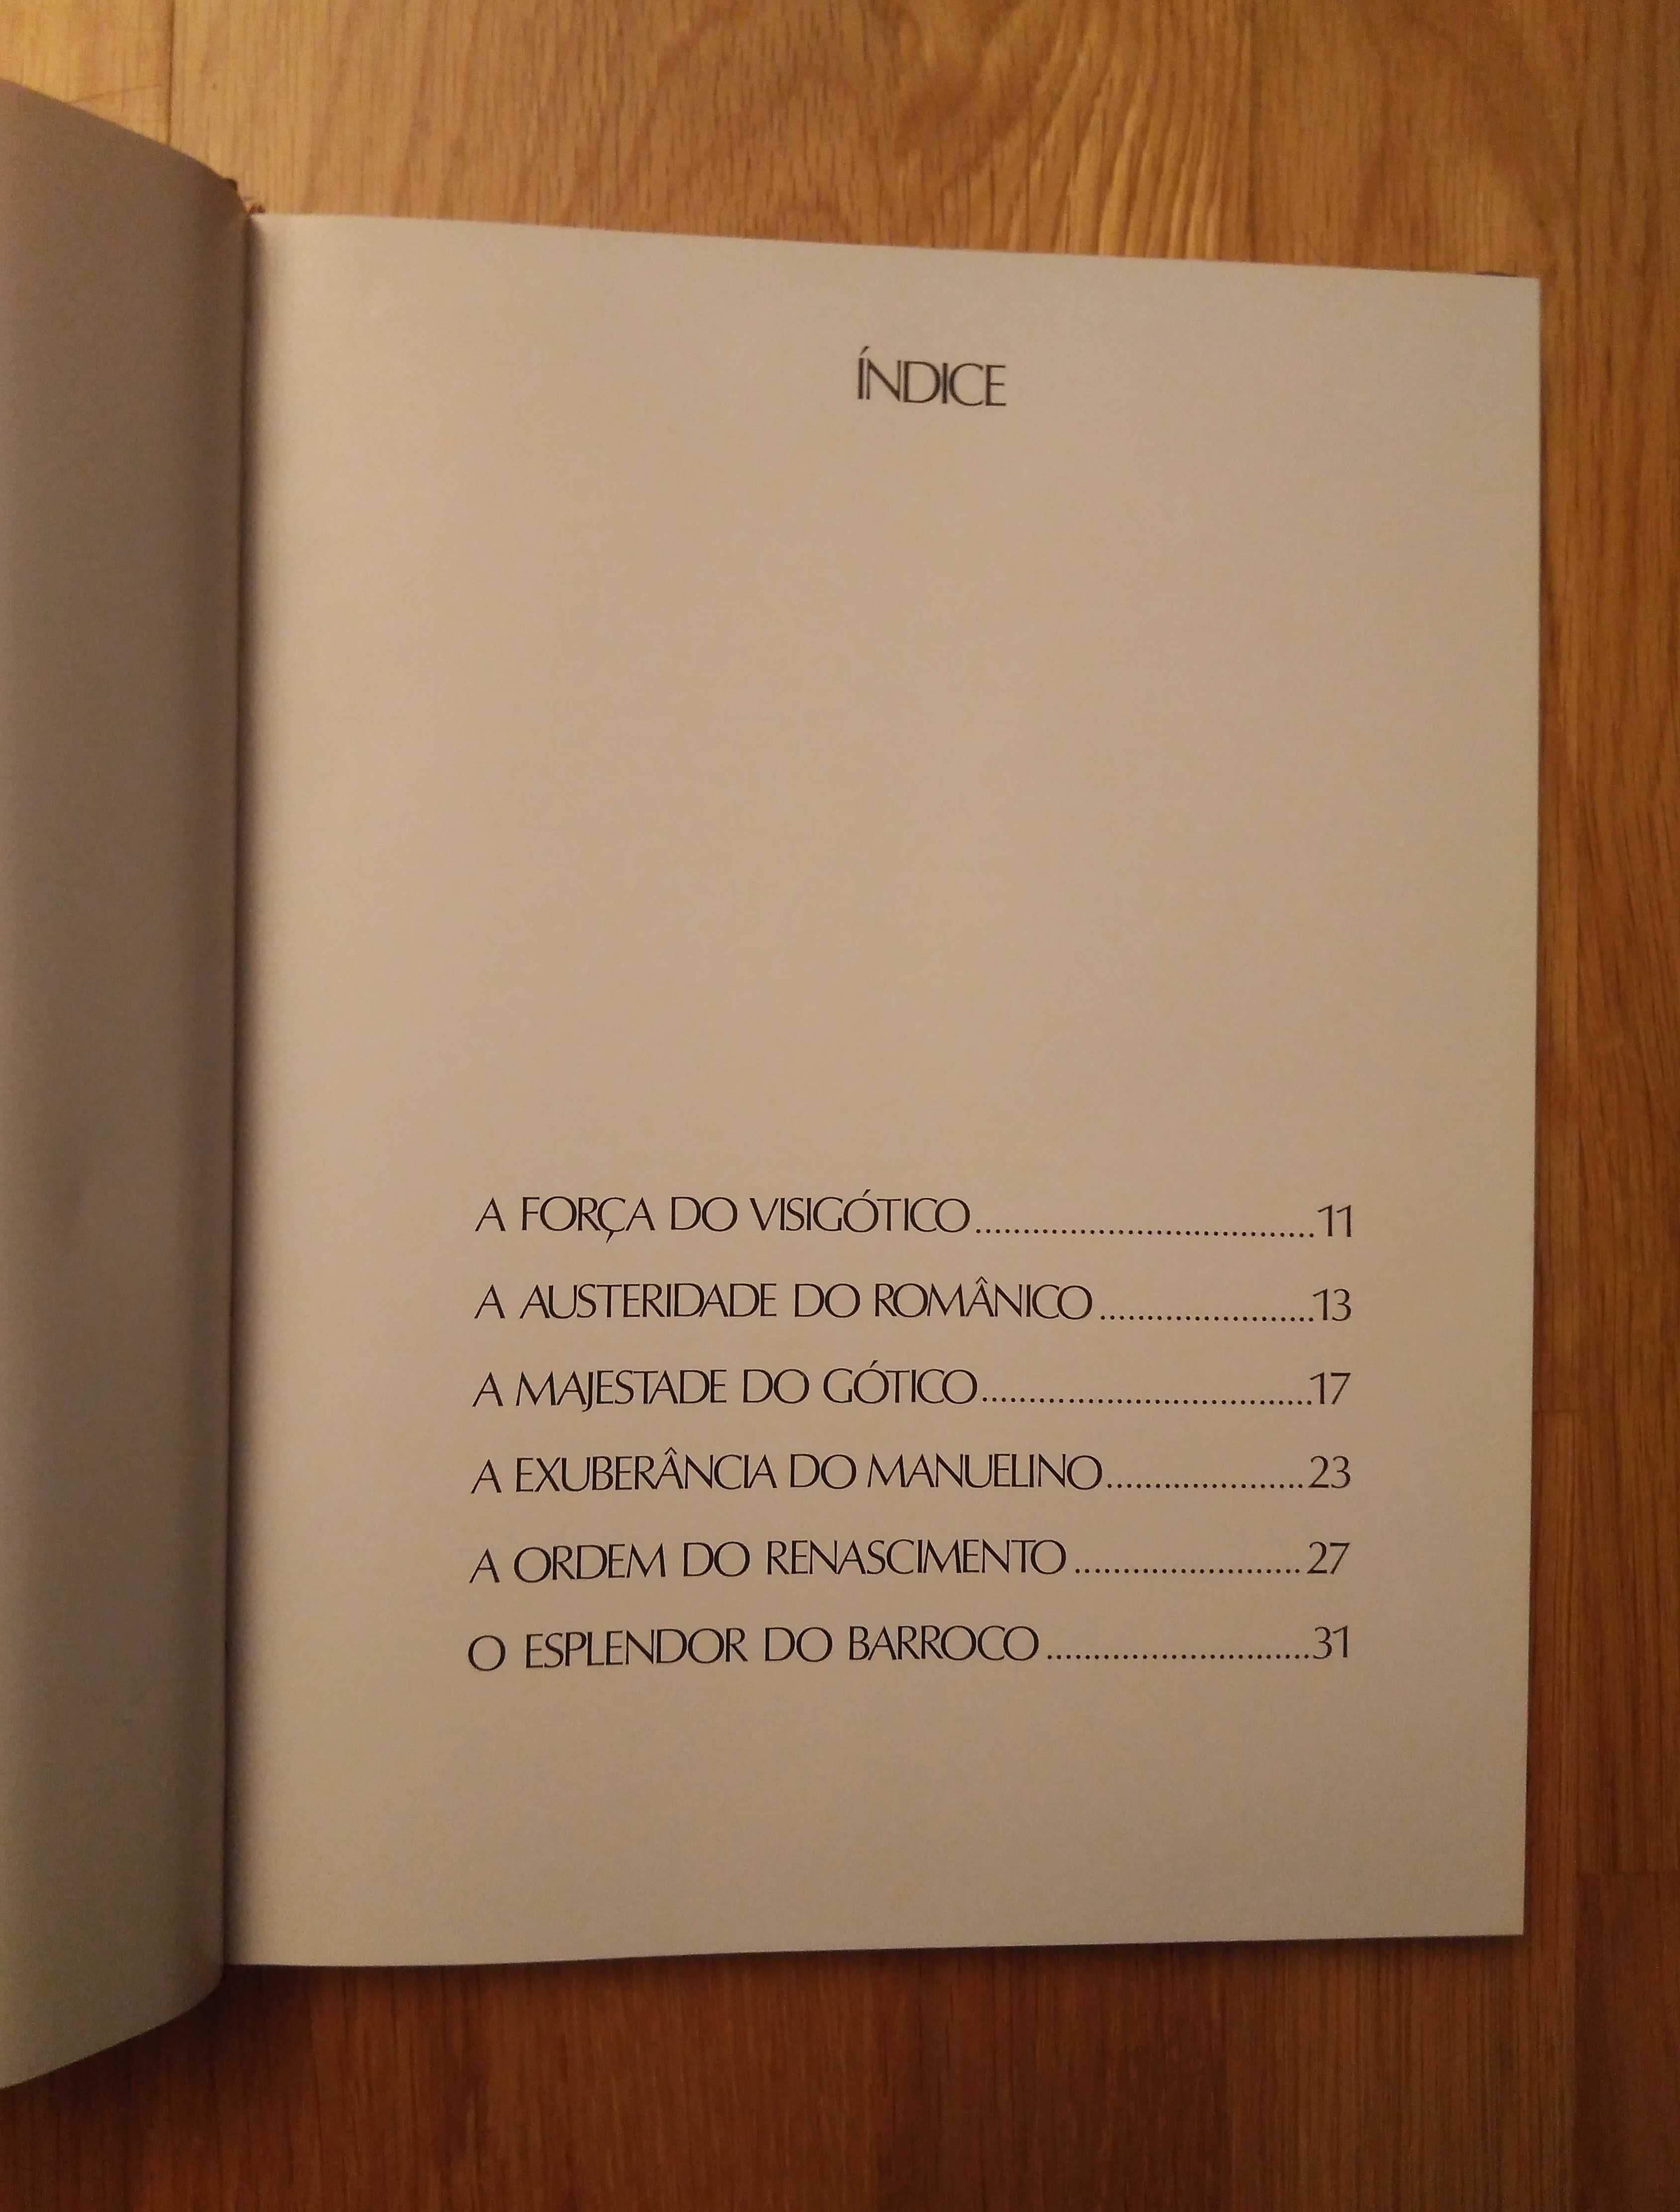 ÍNDICE
A FORÇA DO VISIGÓTICO...................................11
A AUSTERIDADE DO ROMÂNICO......................13
A MAJESTADE DO GÓTICO..................................17
A EXUBERÂNCIA DO MANUELINO....................23
A ORDEM DO RENASCIMENTO.......................27
O ESPLENDOR DO BARROCO...........................31